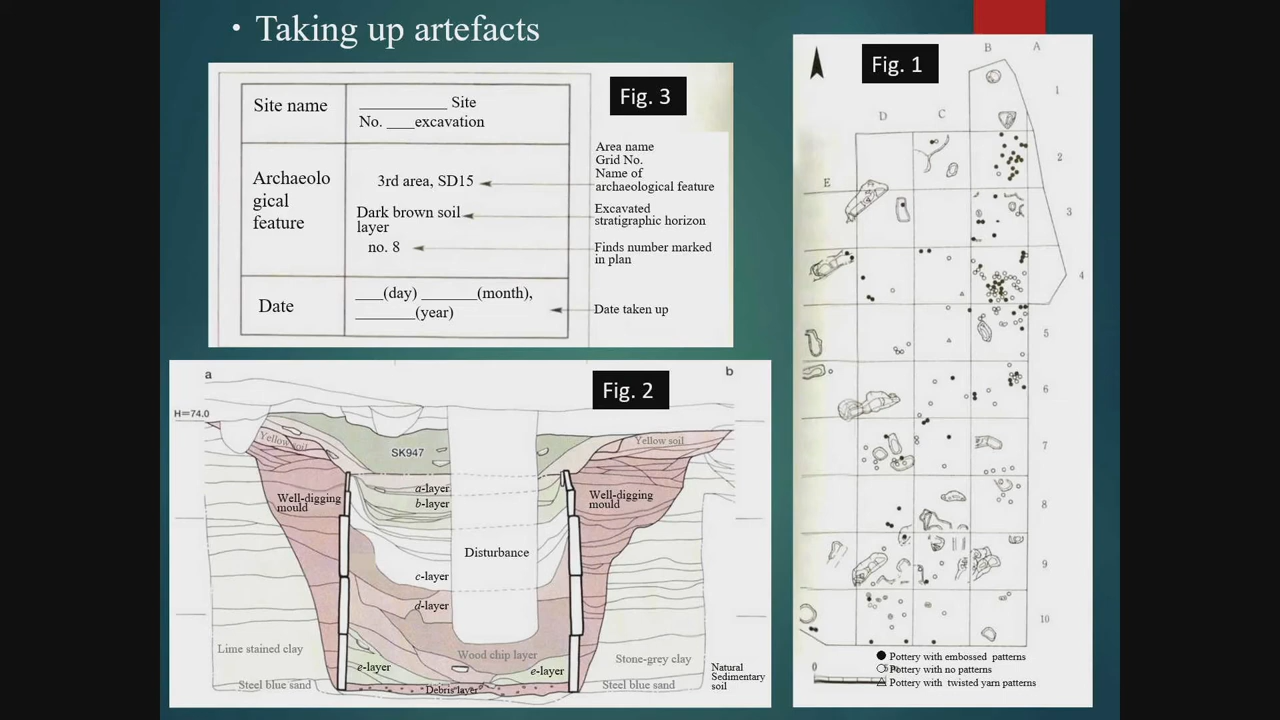 • Taking up artefacts
Fig. 3
Site name
__________ Site
No. ____excavation
Archaeolo
gical
feature
3rd area, SD15
Dark brown soil
layer
no. 8
Date
____(day) ________(month),
________(year)
Area name
Grid No.
Name of
archaeological feature
Excavated
stratigraphic horizon
Finds number marked
in plan
Date taken up
Fig. 2
a
b
H=74.0
Yellow soil
SK947
Yellow soil
Well-digging
mould
a-layer
b-layer
Well-digging
mould
Disturbance
c-layer
d-layer
Lime stained clay
Wood chip layer
Stone-grey clay
e-layer
e-layer
Steel blue sand
Debris layer
Steel blue sand
Natural
Sedimentary
soil
Fig. 1
B
A
D
C
E
1
2
3
4
5
6
7
8
9
10
● Pottery with embossed patterns
○ Pottery with no patterns
△ Pottery with twisted yarn patterns
0